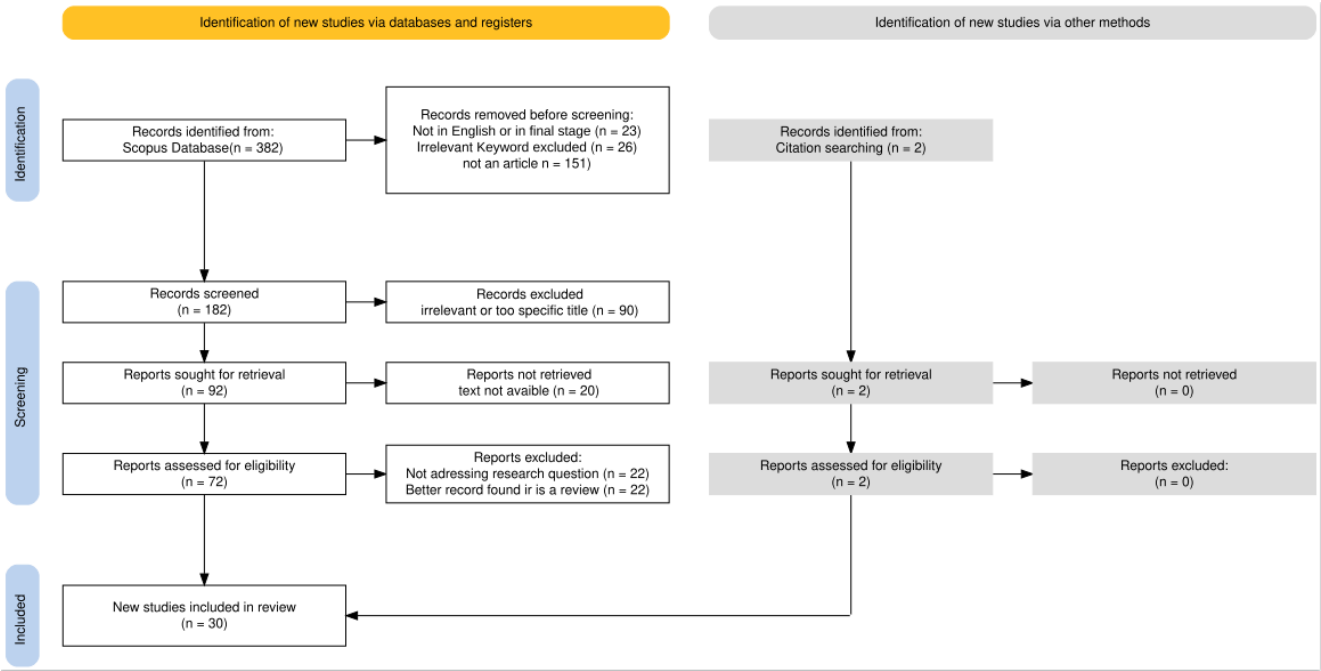 Identification of new studies via databases and registers
Identification of new studies via other methods
Identification
Records identified from:
Scopus Database(n = 382)
Records removed before screening:
Not in English or in final stage (n = 23)
Irrelevant Keyword excluded (n = 26)
not an article n = 151)
Records identified from:
Citation searching (n = 2)
Screening
Records screened
(n = 182)
Records excluded
irrelevant or too specific title (n = 90)
Reports sought for retrieval
(n = 92)
Reports not retrieved
text not avaible (n = 20)
Reports sought for retrieval
(n = 2)
Reports not retrieved
(n = 0)
Reports assessed for eligibility
(n = 72)
Reports excluded:
Not adressing research question (n = 22)
Better record found ir is a review (n = 22)
Reports assessed for eligibility
(n = 2)
Reports excluded:
(n = 0)
Included
New studies included in review
(n = 30)